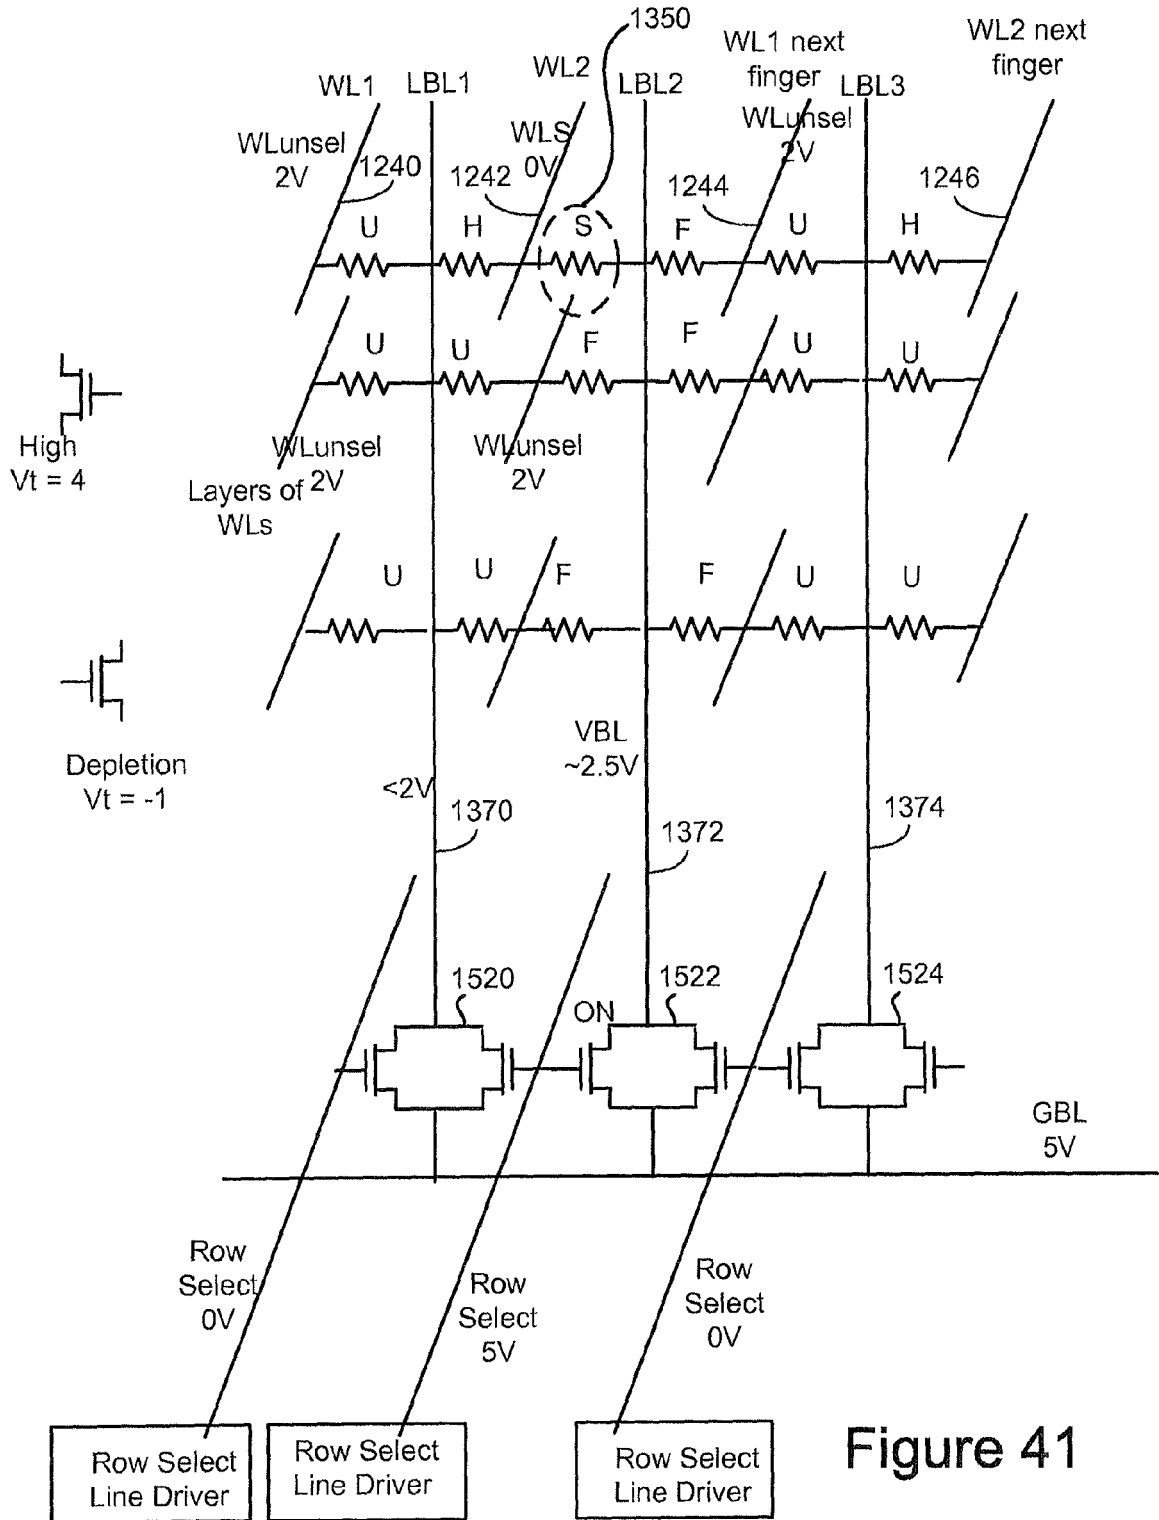 1350
WL1
LBL1
WL2
LBL2
WL1 next
finger
LBL3
WL2 next
finger
WLunsel
2V
1240
1242
WLS
0V
1244
WLunsel
2V
1246
U
H
S
F
U
H
U
U
F
F
U
U
High
Vt = 4
WLunsel
2V
WLunsel
2V
Layers of
WLs
U
U
F
F
U
U
Depletion
Vt = -1
<2V
VBL
~2.5V
1370
1372
1374
1520
ON
1522
1524
GBL
5V
Row
Select
0V
Row
Select
5V
Row
Select
0V
Row Select
Line Driver
Row Select
Line Driver
Row Select
Line Driver
Figure 41